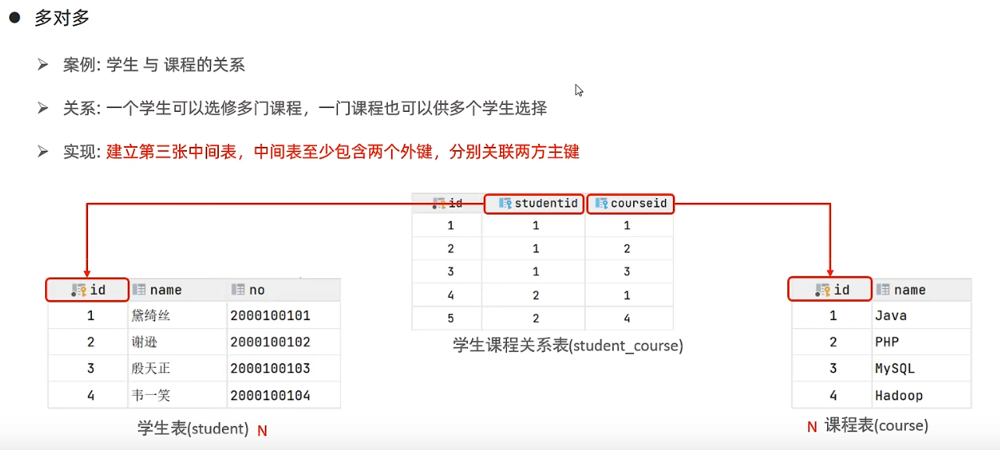 ● 多对多
➢ 案例: 学生 与 课程的关系
➢ 关系: 一个学生可以选修多门课程，一门课程也可以供多个学生选择
➢ 实现: 建立第三张中间表，中间表至少包含两个外键，分别关联两方主键
id studentid courseid
1 1 1
2 1 2
3 1 3
4 2 1
5 2 4
学生课程关系表(student_course)
id name no
1 黛绮丝 2000100101
2 谢逊 2000100102
3 殷天正 2000100103
4 韦一笑 2000100104
学生表(student) N
id name
1 Java
2 PHP
3 MySQL
4 Hadoop
N 课程表(course)